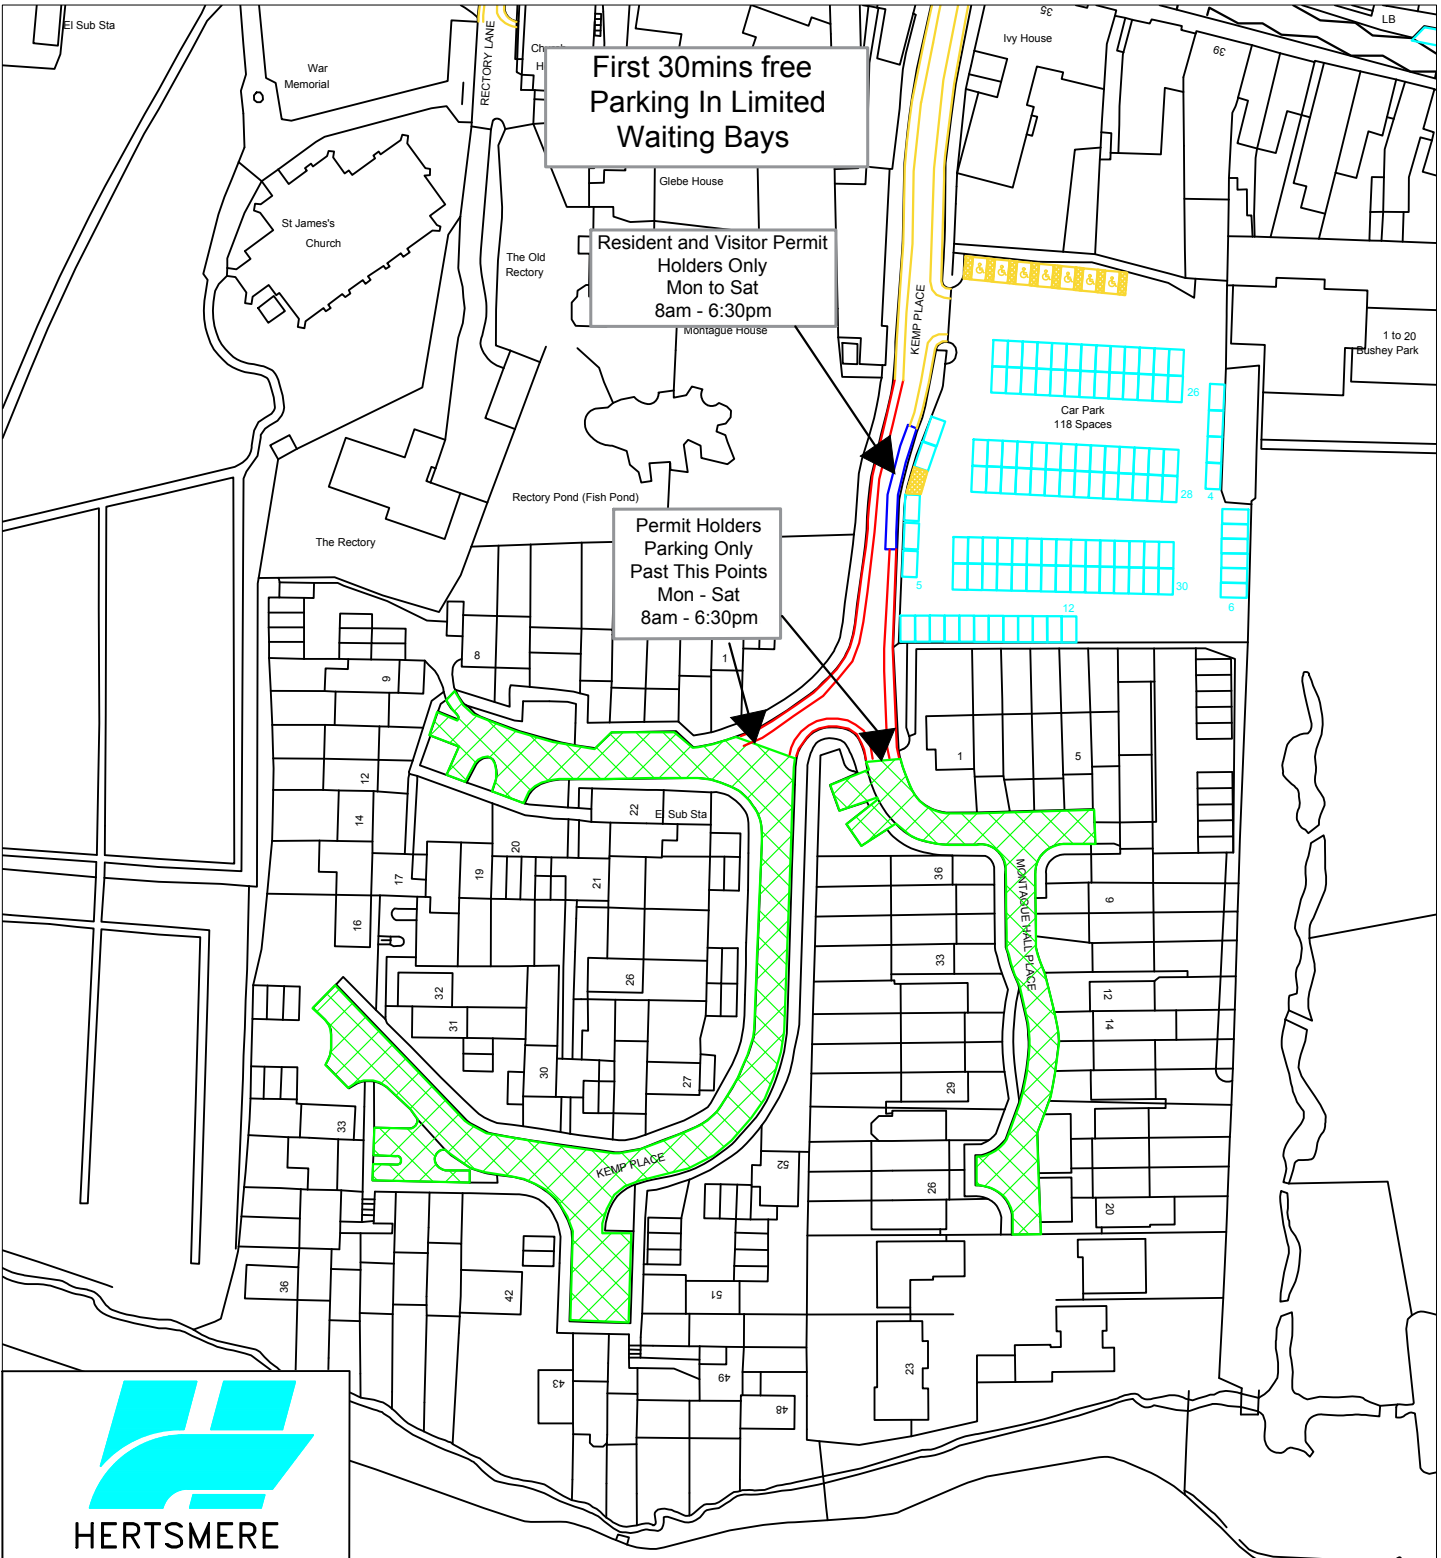 El Sub Sta
War
Memorial
RECTORY LANE
Ivy House
35
39
LB
First 30mins free
Parking In Limited
Waiting Bays
Glebe House
St James's
Church
The Old
Rectory
Resident and Visitor Permit
Holders Only
Mon to Sat
8am - 6:30pm
Montague House
KEMP PLACE
1 to 20
Bushey Park
Car Park
118 Spaces
26
28
4
30
5
6
12
Rectory Pond (Fish Pond)
The Rectory
Permit Holders
Parking Only
Past This Points
Mon - Sat
8am - 6:30pm
8
1
9
12
14
22
El Sub Sta
1
5
20
17
19
21
16
36
9
MONTAGUE HALL PLACE
33
26
32
31
12
14
30
27
29
33
KEMP PLACE
52
26
20
36
42
51
43
49
48
23
HERTSMERE